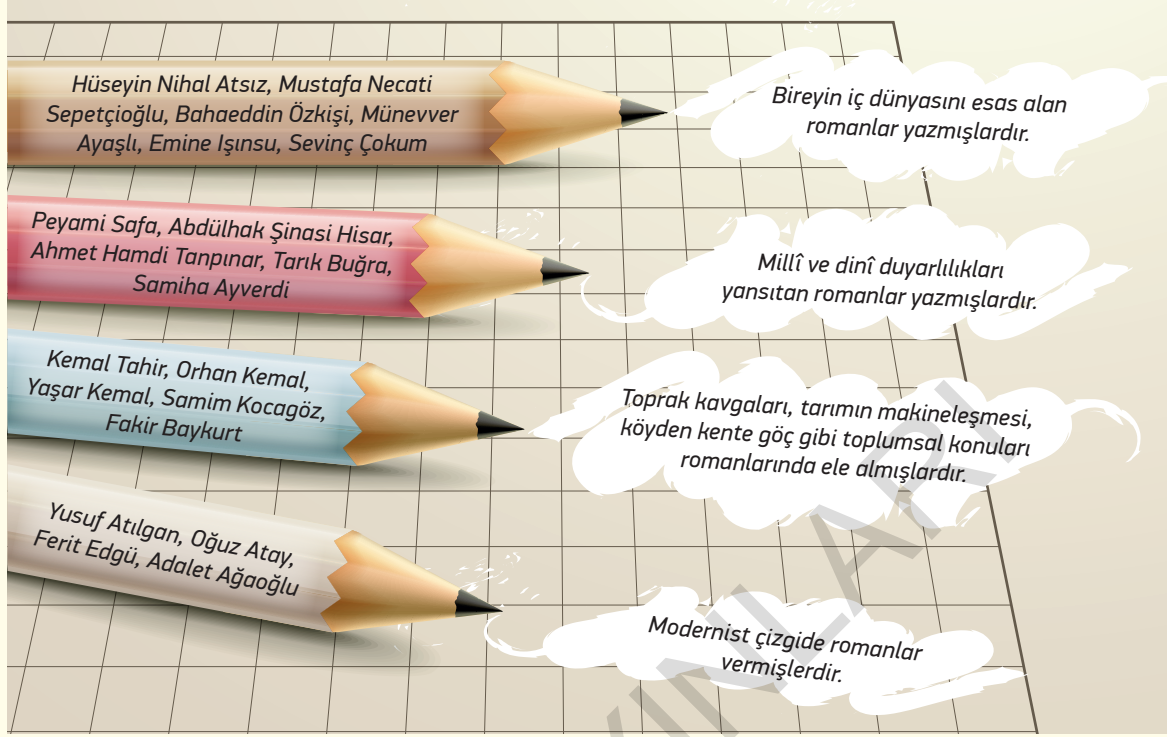 Hüseyin Nihal Atsız, Mustafa Necati
Sepetçioğlu, Bahaeddin Özkişi, Münevver
Ayaşlı, Emine Işınsu, Sevinç Çokum
Bireyin iç dünyasını esas alan
romanlar yazmışlardır.
Peyami Safa, Abdülhak Şinasi Hisar,
Ahmet Hamdi Tanpınar, Tarık Buğra,
Samiha Ayverdi
Millî ve dinî duyarlılıkları
yansıtan romanlar yazmışlardır.
Kemal Tahir, Orhan Kemal,
Yaşar Kemal, Samim Kocagöz,
Fakir Baykurt
Toprak kavgaları, tarımın makineleşmesi,
köyden kente göç gibi toplumsal konuları
romanlarında ele almışlardır.
Yusuf Atılgan, Oğuz Atay,
Ferit Edgü, Adalet Ağaoğlu
Modernist çizgide romanlar
vermişlerdir.